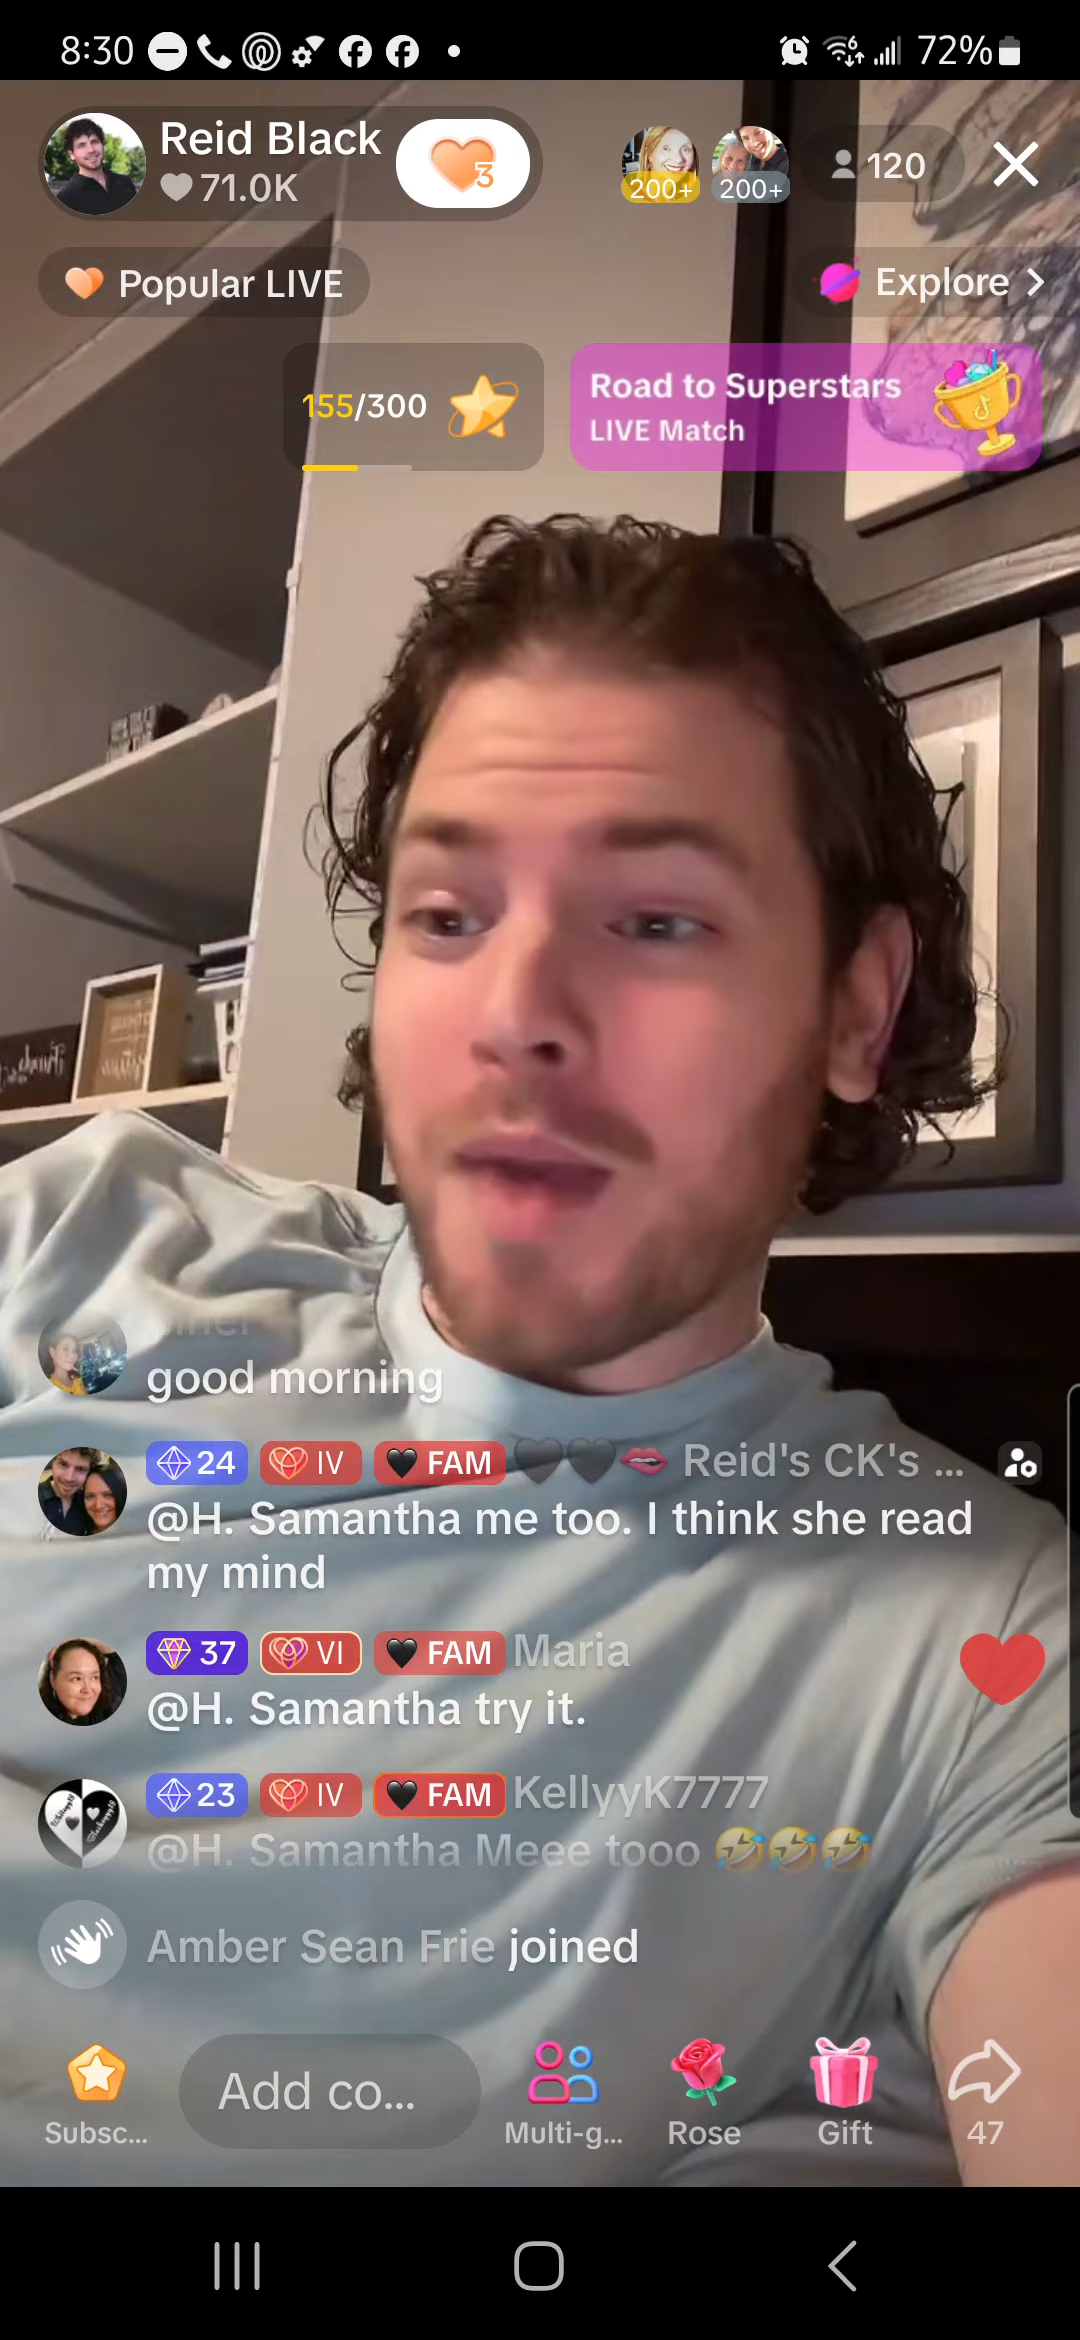 8:30
72%
Reid Black
71.0K
3
200+
200+
120
Popular LIVE
Explore
155/300
Road to Superstars
LIVE Match
good morning
24 IV FAM Reid's CK's ...
@H. Samantha me too. I think she read
my mind
37 VI FAM Maria
@H. Samantha try it.
23 IV FAM KellyyK7777
@H. Samantha Meee tooo 🤣🤣🤣
Amber Sean Frie joined
Add co...
Subsc...
Multi-g...
Rose
Gift
47